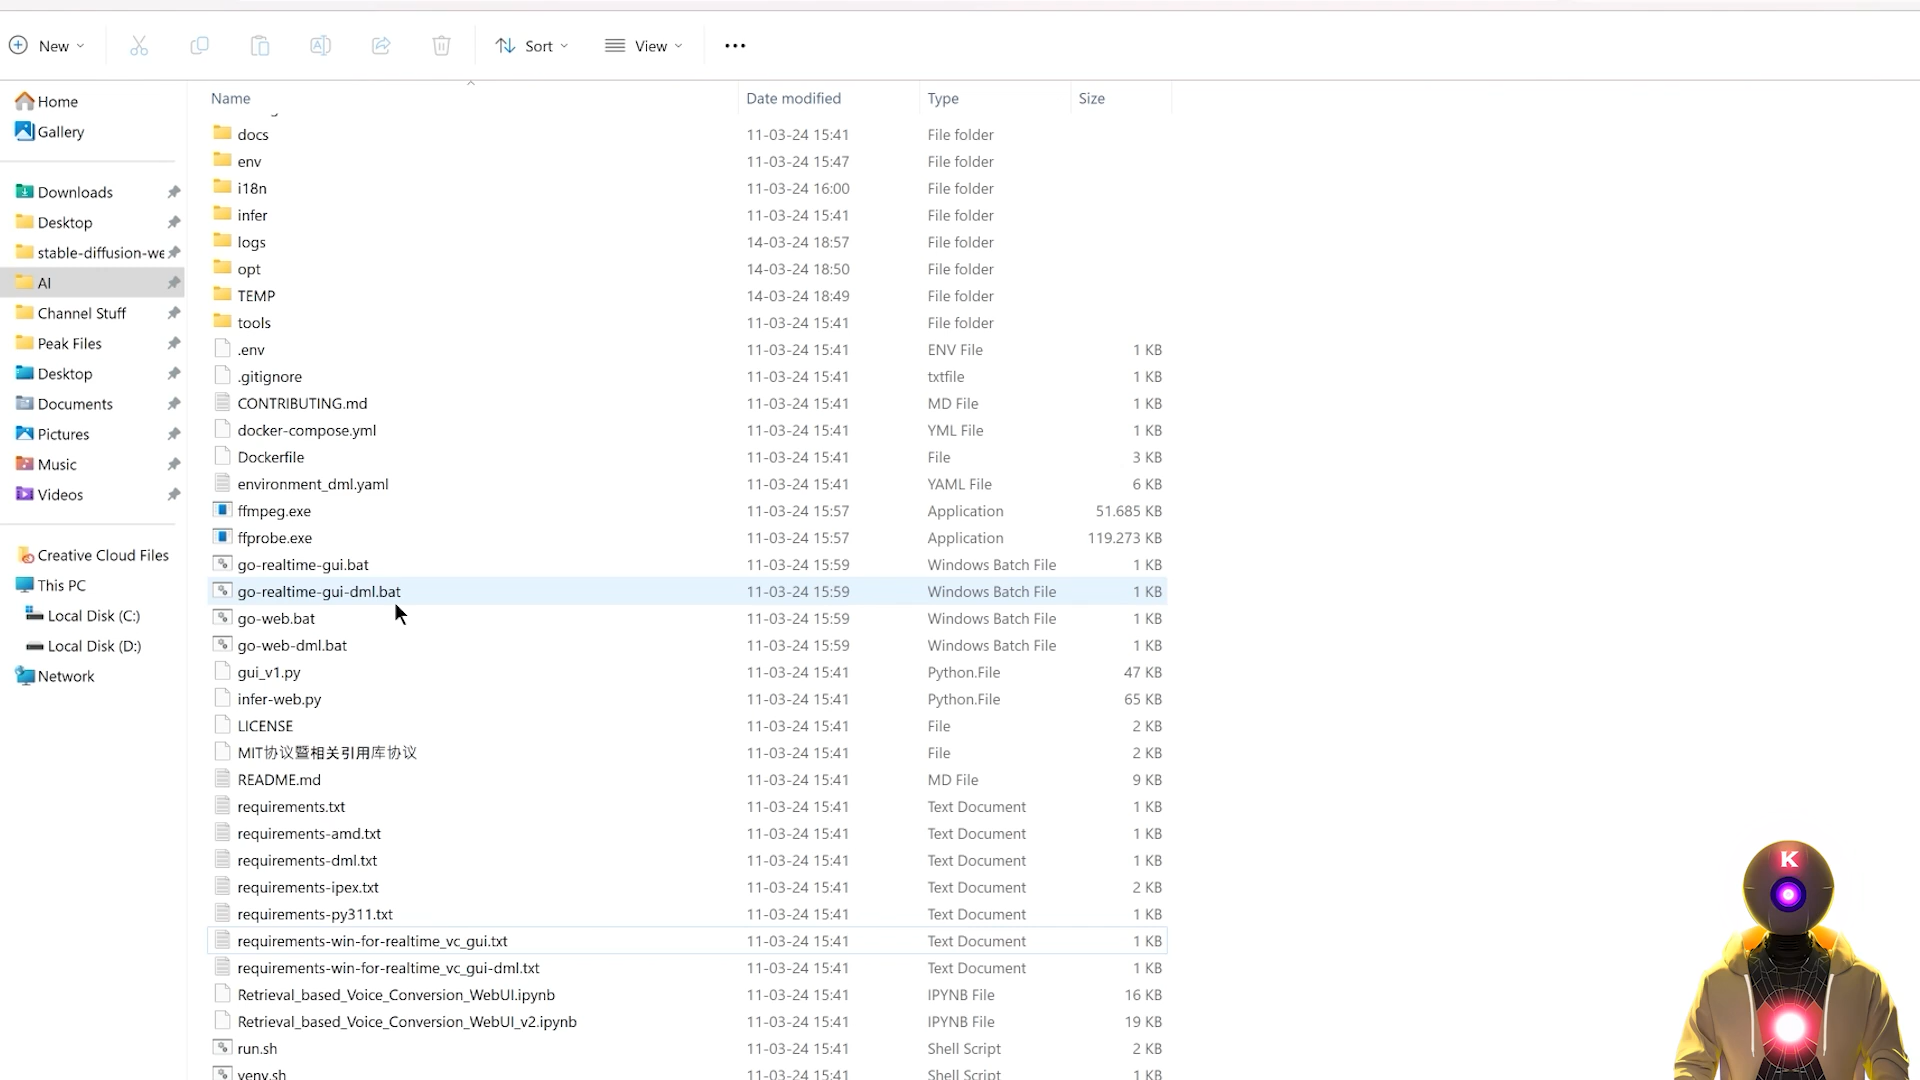 New Sort View
Name Date modified Type Size
Home
Gallery
Downloads
Desktop
stable-diffusion-we
AI
Channel Stuff
Peak Files
Desktop
Documents
Pictures
Music
Videos
Creative Cloud Files
This PC
Local Disk (C:)
Local Disk (D:)
Network
docs 11-03-24 15:41 File folder
env 11-03-24 15:47 File folder
i18n 11-03-24 16:00 File folder
infer 11-03-24 15:41 File folder
logs 14-03-24 18:57 File folder
opt 14-03-24 18:50 File folder
TEMP 14-03-24 18:49 File folder
tools 11-03-24 15:41 File folder
.env 11-03-24 15:41 ENV File 1 KB
.gitignore 11-03-24 15:41 txtfile 1 KB
CONTRIBUTING.md 11-03-24 15:41 MD File 1 KB
docker-compose.yml 11-03-24 15:41 YML File 1 KB
Dockerfile 11-03-24 15:41 File 3 KB
environment_dml.yaml 11-03-24 15:41 YAML File 6 KB
ffmpeg.exe 11-03-24 15:57 Application 51.685 KB
ffprobe.exe 11-03-24 15:57 Application 119.273 KB
go-realtime-gui.bat 11-03-24 15:59 Windows Batch File 1 KB
go-realtime-gui-dml.bat 11-03-24 15:59 Windows Batch File 1 KB
go-web.bat 11-03-24 15:59 Windows Batch File 1 KB
go-web-dml.bat 11-03-24 15:59 Windows Batch File 1 KB
gui_v1.py 11-03-24 15:41 Python.File 47 KB
infer-web.py 11-03-24 15:41 Python.File 65 KB
LICENSE 11-03-24 15:41 File 2 KB
MIT协议暨相关引用库协议 11-03-24 15:41 File 2 KB
README.md 11-03-24 15:41 MD File 9 KB
requirements.txt 11-03-24 15:41 Text Document 1 KB
requirements-amd.txt 11-03-24 15:41 Text Document 1 KB
requirements-dml.txt 11-03-24 15:41 Text Document 1 KB
requirements-ipex.txt 11-03-24 15:41 Text Document 2 KB
requirements-py311.txt 11-03-24 15:41 Text Document 1 KB
requirements-win-for-realtime_vc_gui.txt 11-03-24 15:41 Text Document 1 KB
requirements-win-for-realtime_vc_gui-dml.txt 11-03-24 15:41 Text Document 1 KB
Retrieval_based_Voice_Conversion_WebUI.ipynb 11-03-24 15:41 IPYNB File 16 KB
Retrieval_based_Voice_Conversion_WebUI_v2.ipynb 11-03-24 15:41 IPYNB File 19 KB
run.sh 11-03-24 15:41 Shell Script 2 KB
venv.sh 11-03-24 15:41 Shell Script 1 KB
K